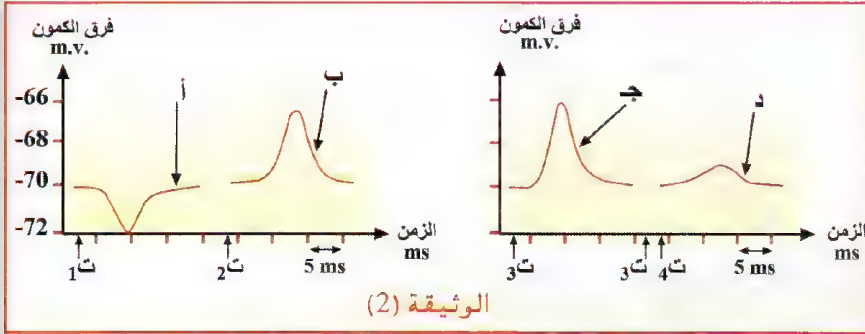 فرق الكمون
m.v.
-66
-68
-70
-72
أ
ب
ت1
ت2
5 ms
الزمن
ms
فرق الكمون
m.v.
جـ
د
ت3
ت3
ت4
5 ms
الزمن
ms
الوثيقة (2)